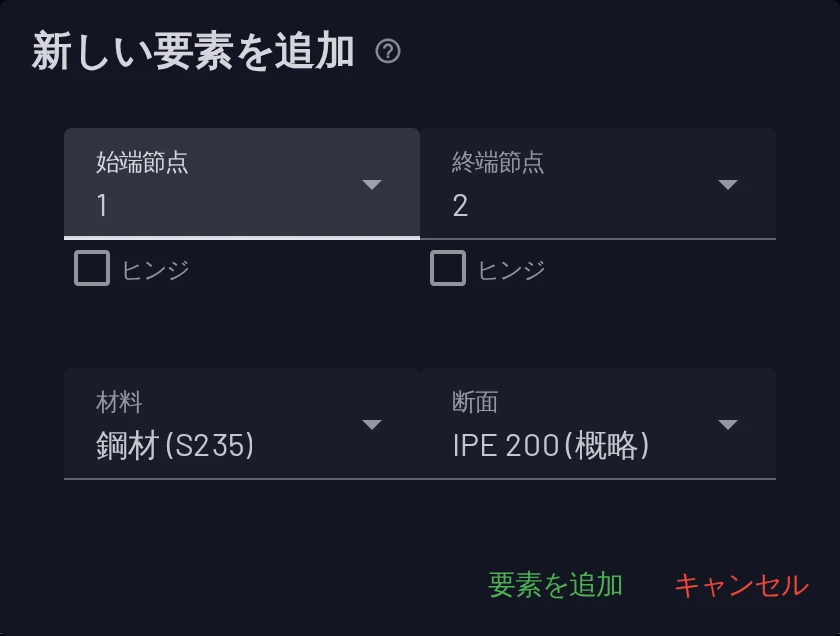 新しい要素を追加
始端節点
1
終端節点
2
ヒンジ
ヒンジ
材料
鋼材 (S235)
断面
IPE 200 (概略)
要素を追加
キャンセル